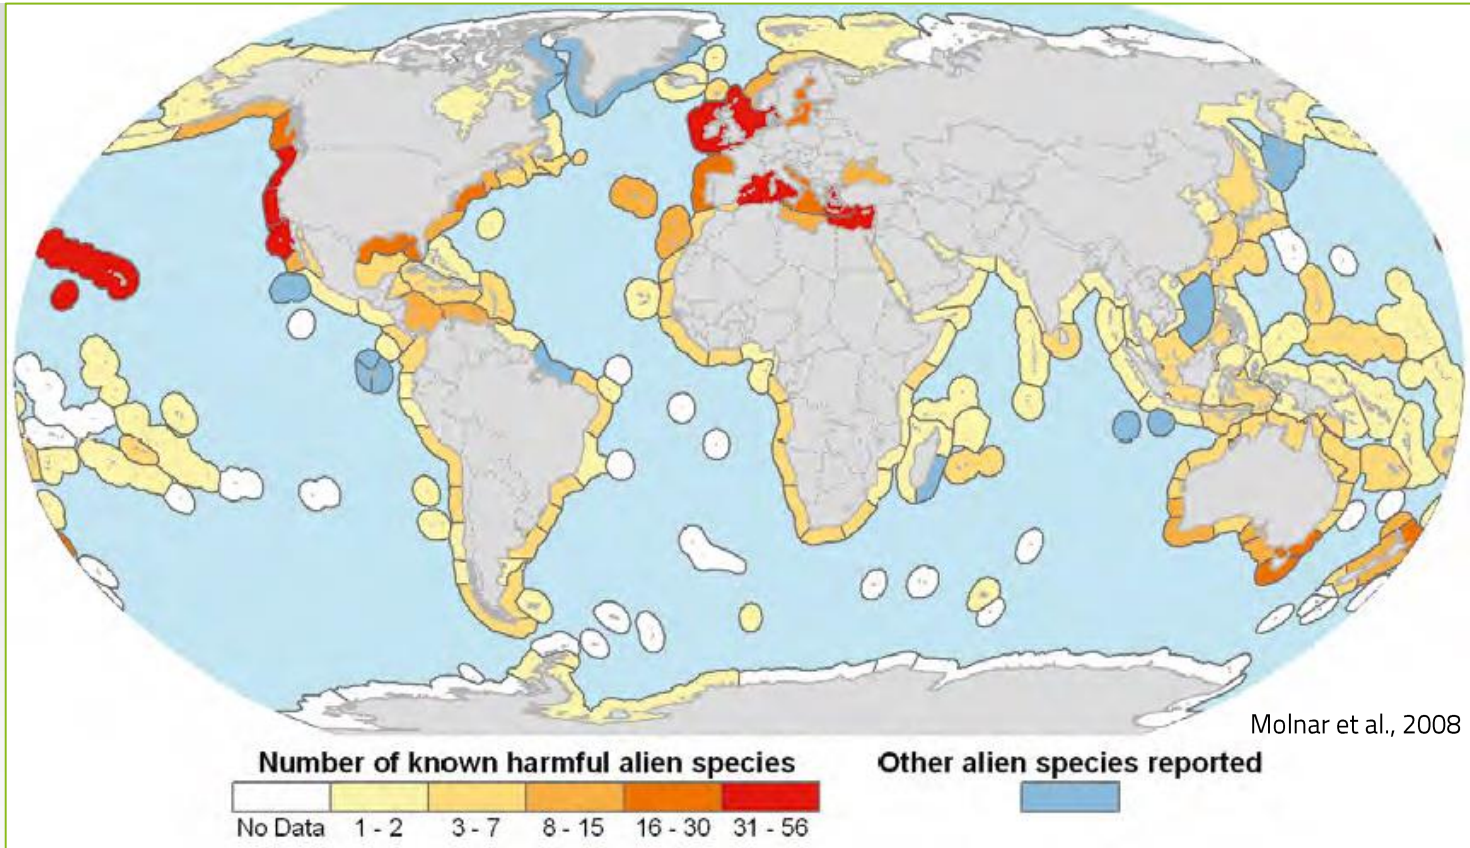 Molnar et al., 2008
Number of known harmful alien species
Other alien species reported
No Data 1 - 2 3 - 7 8 - 15 16 - 30 31 - 56